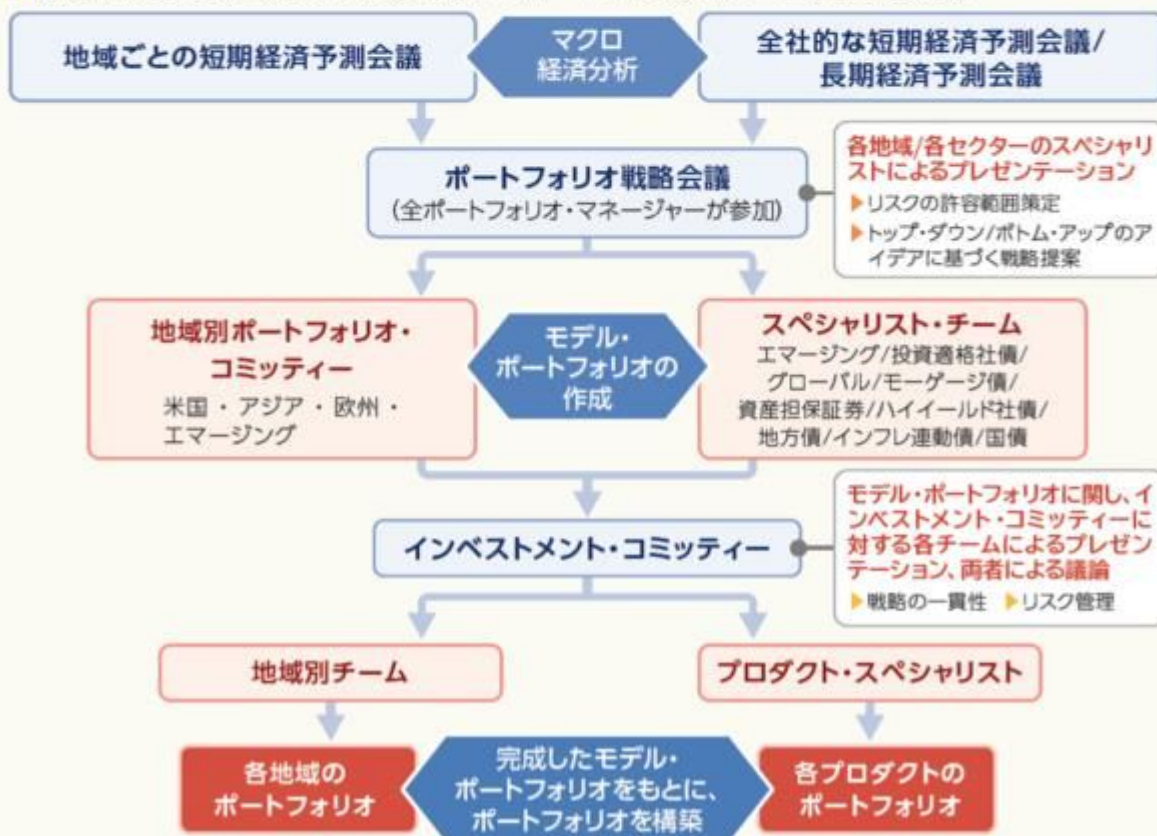 地域ごとの短期経済予測会議
マクロ
経済分析
全社的な短期経済予測会議/
長期経済予測会議
ポートフォリオ戦略会議
(全ポートフォリオ・マネージャーが参加)
各地域/各セクターのスペシャリ
ストによるプレゼンテーション
▶リスクの許容範囲策定
▶トップ・ダウン/ボトム・アップのア
イデアに基づく戦略提案
地域別ポートフォリオ・
コミッティー
米国・アジア・欧州・
エマージング
モデル・
ポートフォリオの
作成
スペシャリスト・チーム
エマージング/投資適格社債/
グローバル/モーゲージ債/
資産担保証券/ハイイールド社債/
地方債/インフレ連動債/国債
インベストメント・コミッティー
モデル・ポートフォリオに関し、イ
ンベストメント・コミッティーに
対する各チームによるプレゼン
テーション、両者による議論
▶戦略の一貫性 ▶リスク管理
地域別チーム
プロダクト・スペシャリスト
各地域の
ポートフォリオ
完成したモデル・
ポートフォリオをもとに、
ポートフォリオを構築
各プロダクトの
ポートフォリオ